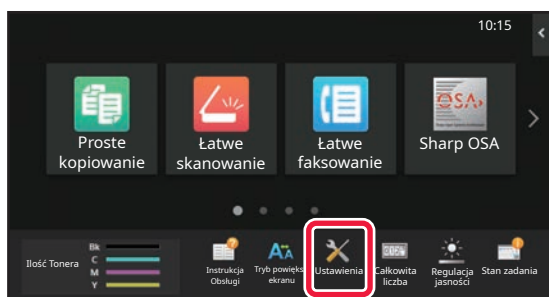 10:15
Proste
kopiowanie
Łatwe
skanowanie
Łatwe
faksowanie
OSA
Sharp OSA
Ilość Tonera
Bk
C
M
Y
Instrukcja
Obsługi
Tryb powięks
ekranu
Ustawienia
Całkowita
liczba
Regulacja
jasności
Stan zadania